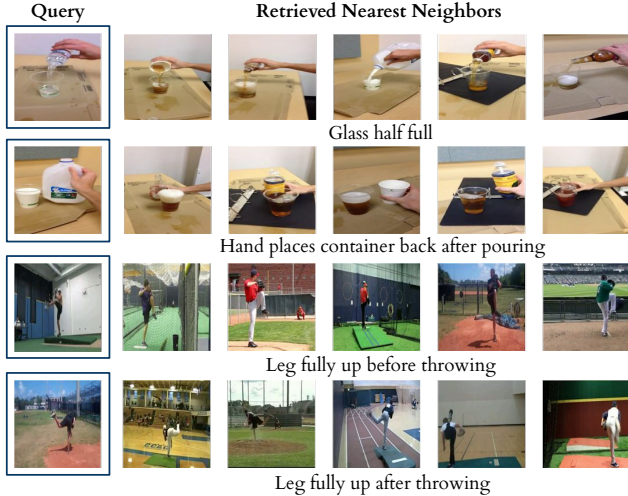 Query
Retrieved Nearest Neighbors
Glass half full
Hand places container back after pouring
Leg fully up before throwing
Leg fully up after throwing